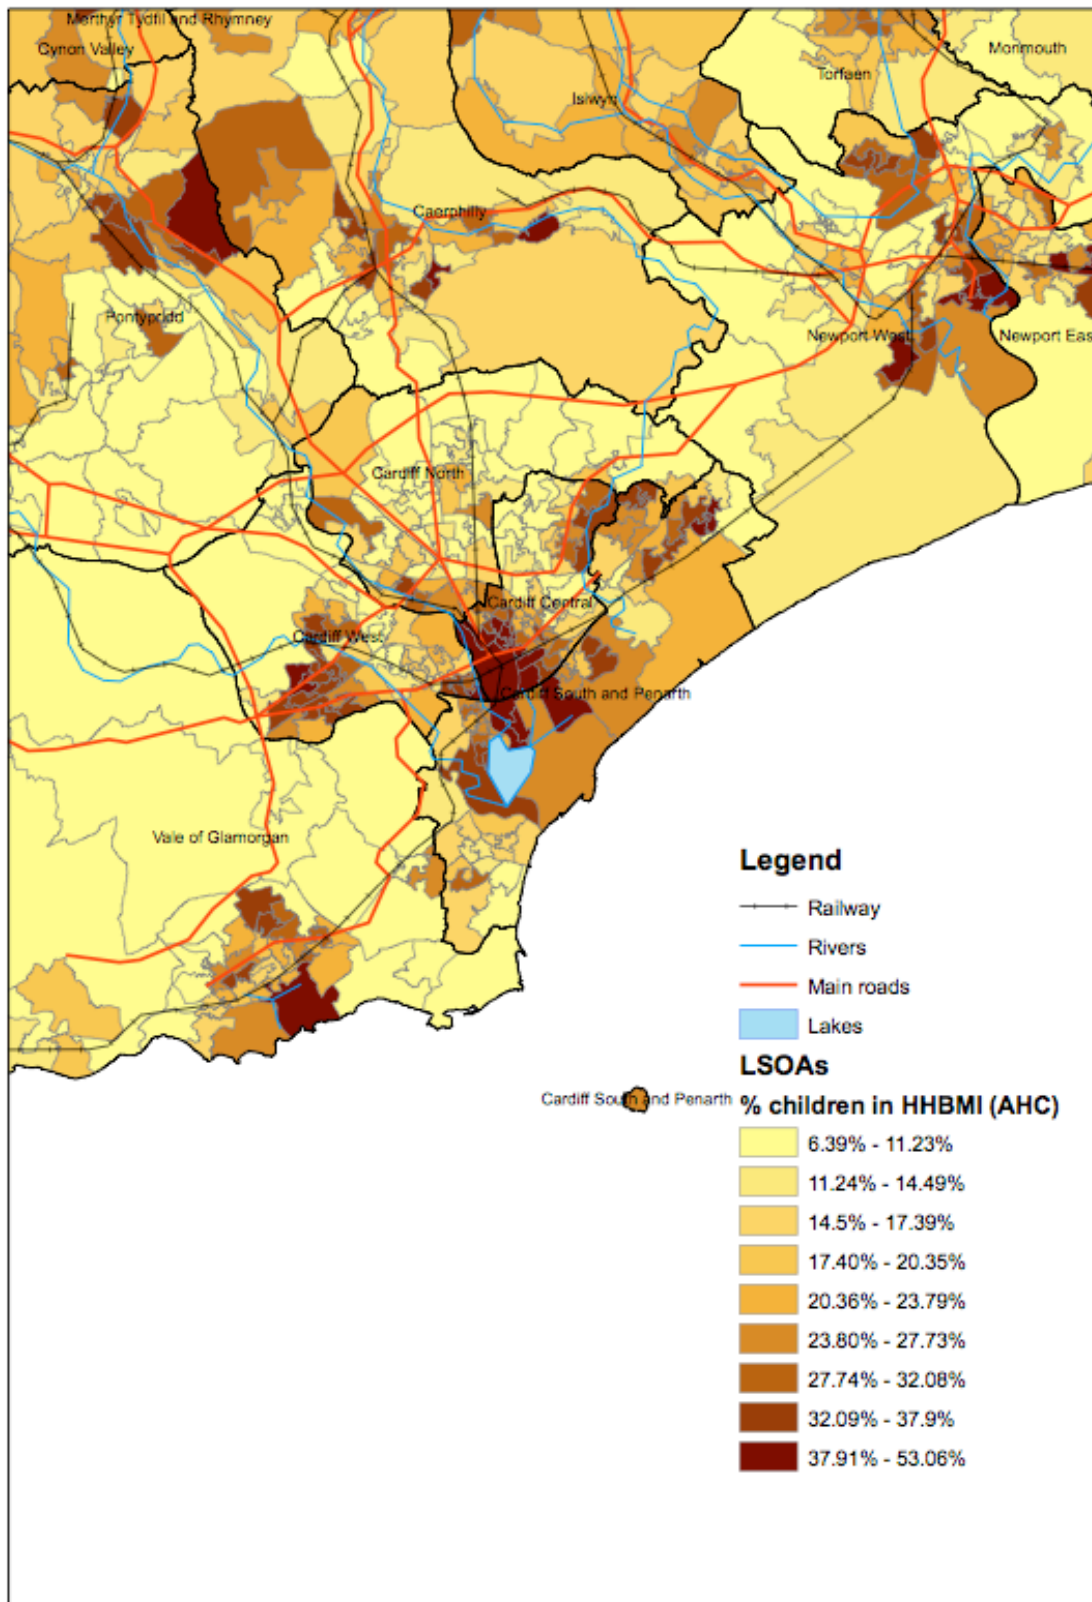 Merthyr Tydfil and Rhymney
Cynon Valley
Monmouth
Torfaen
Islwyn
Caerphilly
Pontypridd
Newport West
Newport Eas
Cardiff North
Cardiff Central
Cardiff West
Cardiff South and Penarth
Vale of Glamorgan
Legend
Railway
Rivers
Main roads
Lakes
LSOAs
Cardiff South and Penarth
% children in HHBMI (AHC)
6.39% - 11.23%
11.24% - 14.49%
14.5% - 17.39%
17.40% - 20.35%
20.36% - 23.79%
23.80% - 27.73%
27.74% - 32.08%
32.09% - 37.9%
37.91% - 53.06%